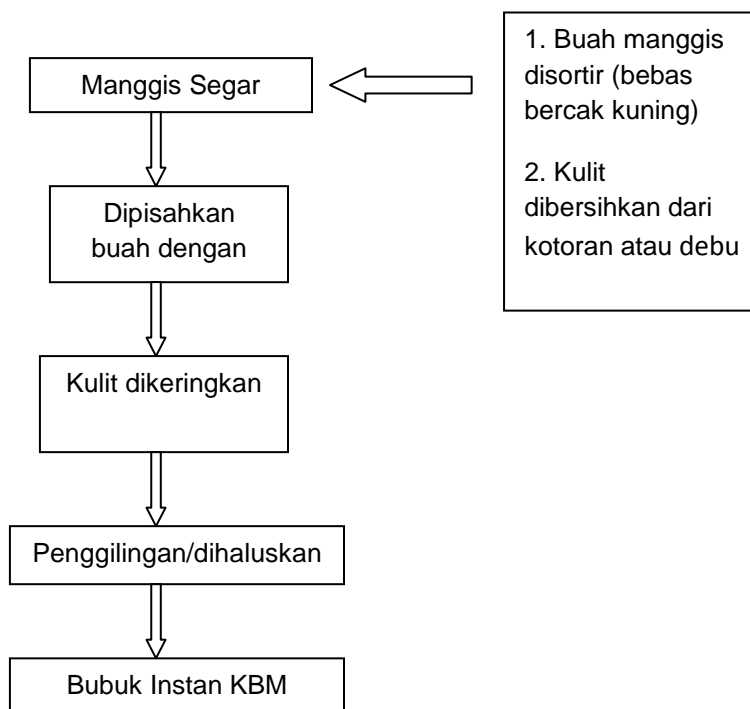 Manggis Segar
1. Buah manggis
disortir (bebas
bercak kuning)
2. Kulit
dibersihkan dari
kotoran atau debu
Dipisahkan
buah dengan
Kulit dikeringkan
Penggilingan/dihaluskan
Bubuk Instan KBM